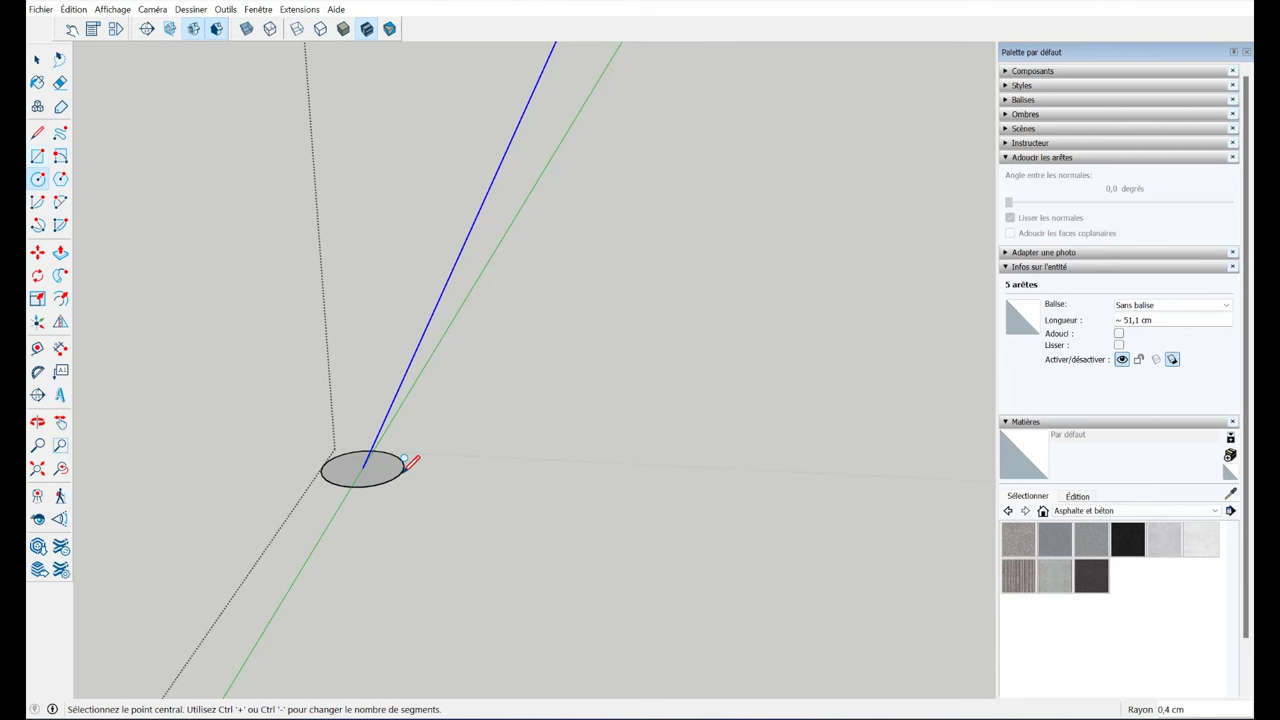 Fichier Édition Affichage Caméra Dessiner Outils Fenêtre Extensions Aide
Palette par défaut
Composants
Styles
Balises
Ombres
Scènes
Instructeur
Adoucir les arêtes
Angle entre les normales:
0,0 degrés
Lisser les normales
Adoucir les faces coplanaires
Adapter une photo
Infos sur l'entité
5 arêtes
Balise: Sans balise
Longueur : ~ 51,1 cm
Adouci :
Lisser :
Activer/désactiver :
Matières
Par défaut
Sélectionner Édition
Asphalte et béton
Sélectionnez le point central. Utilisez Ctrl '+' ou Ctrl '-' pour changer le nombre de segments.
Rayon 0,4 cm